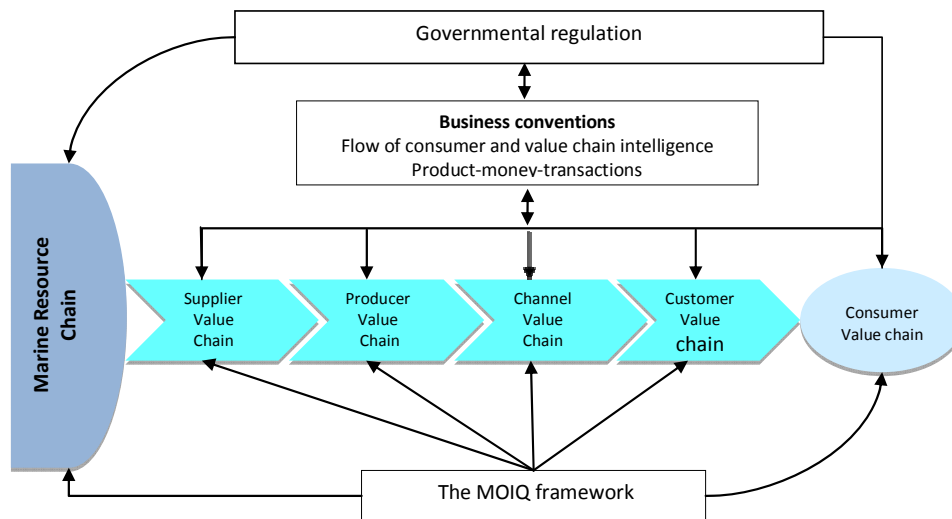 Governmental regulation
Business conventions
Flow of consumer and value chain intelligence
Product-money-transactions
Marine Resource
Chain
Supplier
Value
Chain
Producer
Value
Chain
Channel
Value
Chain
Customer
Value
chain
Consumer
Value chain
The MOIQ framework